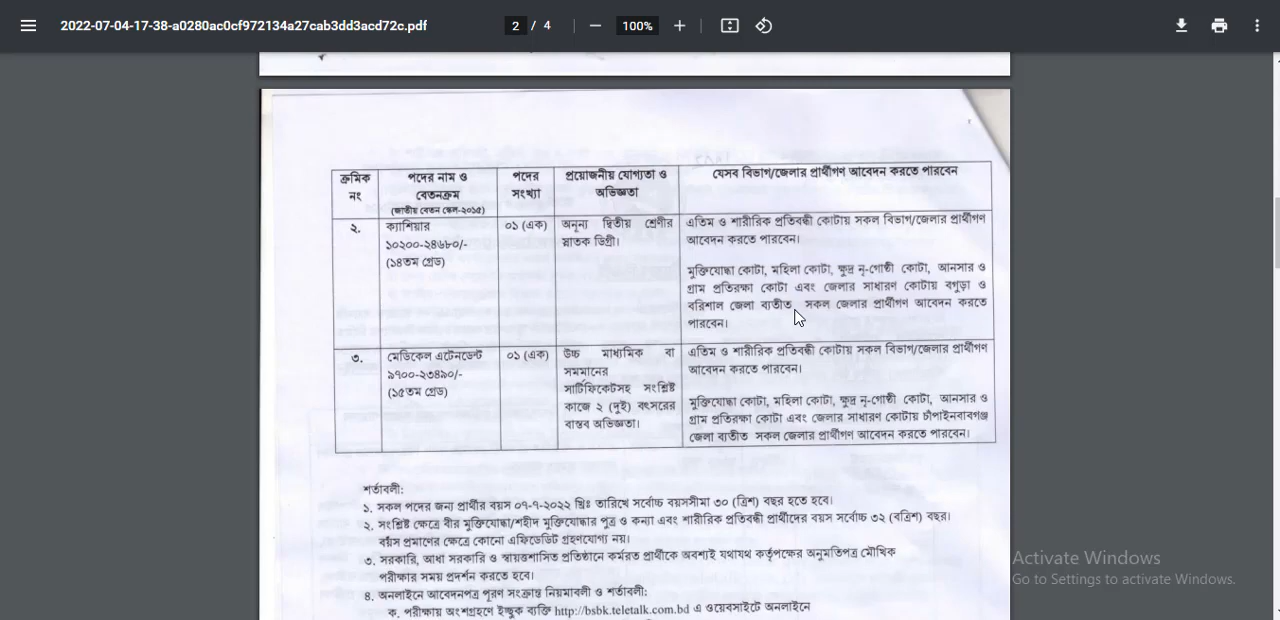 2022-07-04-17-38-a0280ac0cf972134a27cab3dd3acd72c.pdf
2 / 4
100%
ক্রমিক নং
পদের নাম ও
বেতনক্রম
(জাতীয় বেতন স্কেল-২০১৫)
পদের
সংখ্যা
প্রয়োজনীয় যোগ্যতা ও
অভিজ্ঞতা
যেসব বিভাগ/জেলার প্রার্থীগণ আবেদন করতে পারবেন
২.
ক্যাশিয়ার
১০২০০-২৪৬৮০/-
(১৪তম গ্রেড)
০১ (এক)
অন্যূন দ্বিতীয় শ্রেণীর
স্নাতক ডিগ্রী।
এতিম ও শারীরিক প্রতিবন্ধী কোটায় সকল বিভাগ/জেলার প্রার্থীগণ
আবেদন করতে পারবেন।
মুক্তিযোদ্ধা কোটা, মহিলা কোটা, ক্ষুদ্র নৃ-গোষ্ঠী কোটা, আনসার ও
গ্রাম প্রতিরক্ষা কোটা এবং জেলার সাধারণ কোটায় বগুড়া ও
বরিশাল জেলা ব্যতীত সকল জেলার প্রার্থীগণ আবেদন করতে
পারবেন।
৩.
মেডিকেল এটেনডেন্ট
৯৭০০-২৩৪৯০/-
(১৫তম গ্রেড)
০১ (এক)
উচ্চ মাধ্যমিক বা
সমমানের
সার্টিফিকেটসহ সংশ্লিষ্ট
কাজে ২ (দুই) বৎসরের
বাস্তব অভিজ্ঞতা।
এতিম ও শারীরিক প্রতিবন্ধী কোটায় সকল বিভাগ/জেলার প্রার্থীগণ
আবেদন করতে পারবেন।
মুক্তিযোদ্ধা কোটা, মহিলা কোটা, ক্ষুদ্র নৃ-গোষ্ঠী কোটা, আনসার ও
গ্রাম প্রতিরক্ষা কোটা এবং জেলার সাধারণ কোটায় চাঁপাইনবাবগঞ্জ
জেলা ব্যতীত সকল জেলার প্রার্থীগণ আবেদন করতে পারবেন।
শর্তাবলী:
১. সকল পদের জন্য প্রার্থীর বয়স ০৭-৭-২০২২ খ্রিঃ তারিখে সর্বোচ্চ বয়সসীমা ৩০ (ত্রিশ) বছর হতে হবে।
২. সংশ্লিষ্ট ক্ষেত্রে বীর মুক্তিযোদ্ধা/শহীদ মুক্তিযোদ্ধার পুত্র ও কন্যা এবং শারীরিক প্রতিবন্ধী প্রার্থীদের বয়স সর্বোচ্চ ৩২ (বত্রিশ) বছর।
বয়স প্রমাণের ক্ষেত্রে কোনো এফিডেডিট গ্রহণযোগ্য নয়।
৩. সরকারি, আধা সরকারি ও স্বায়ত্তশাসিত প্রতিষ্ঠানে কর্মরত প্রার্থীকে অবশ্যই যথাযথ কর্তৃপক্ষের অনুমতিপত্র মৌখিক
পরীক্ষার সময় প্রদর্শন করতে হবে।
৪. অনলাইনে আবেদনপত্র পূরণ সংক্রান্ত নিয়মাবলী ও শর্তাবলী:
ক. পরীক্ষায় অংশগ্রহণে ইচ্ছুক ব্যক্তি http://bsbk.teletalk.com.bd এ ওয়েবসাইটে অনলাইনে
Activate Windows
Go to Settings to activate Windows.